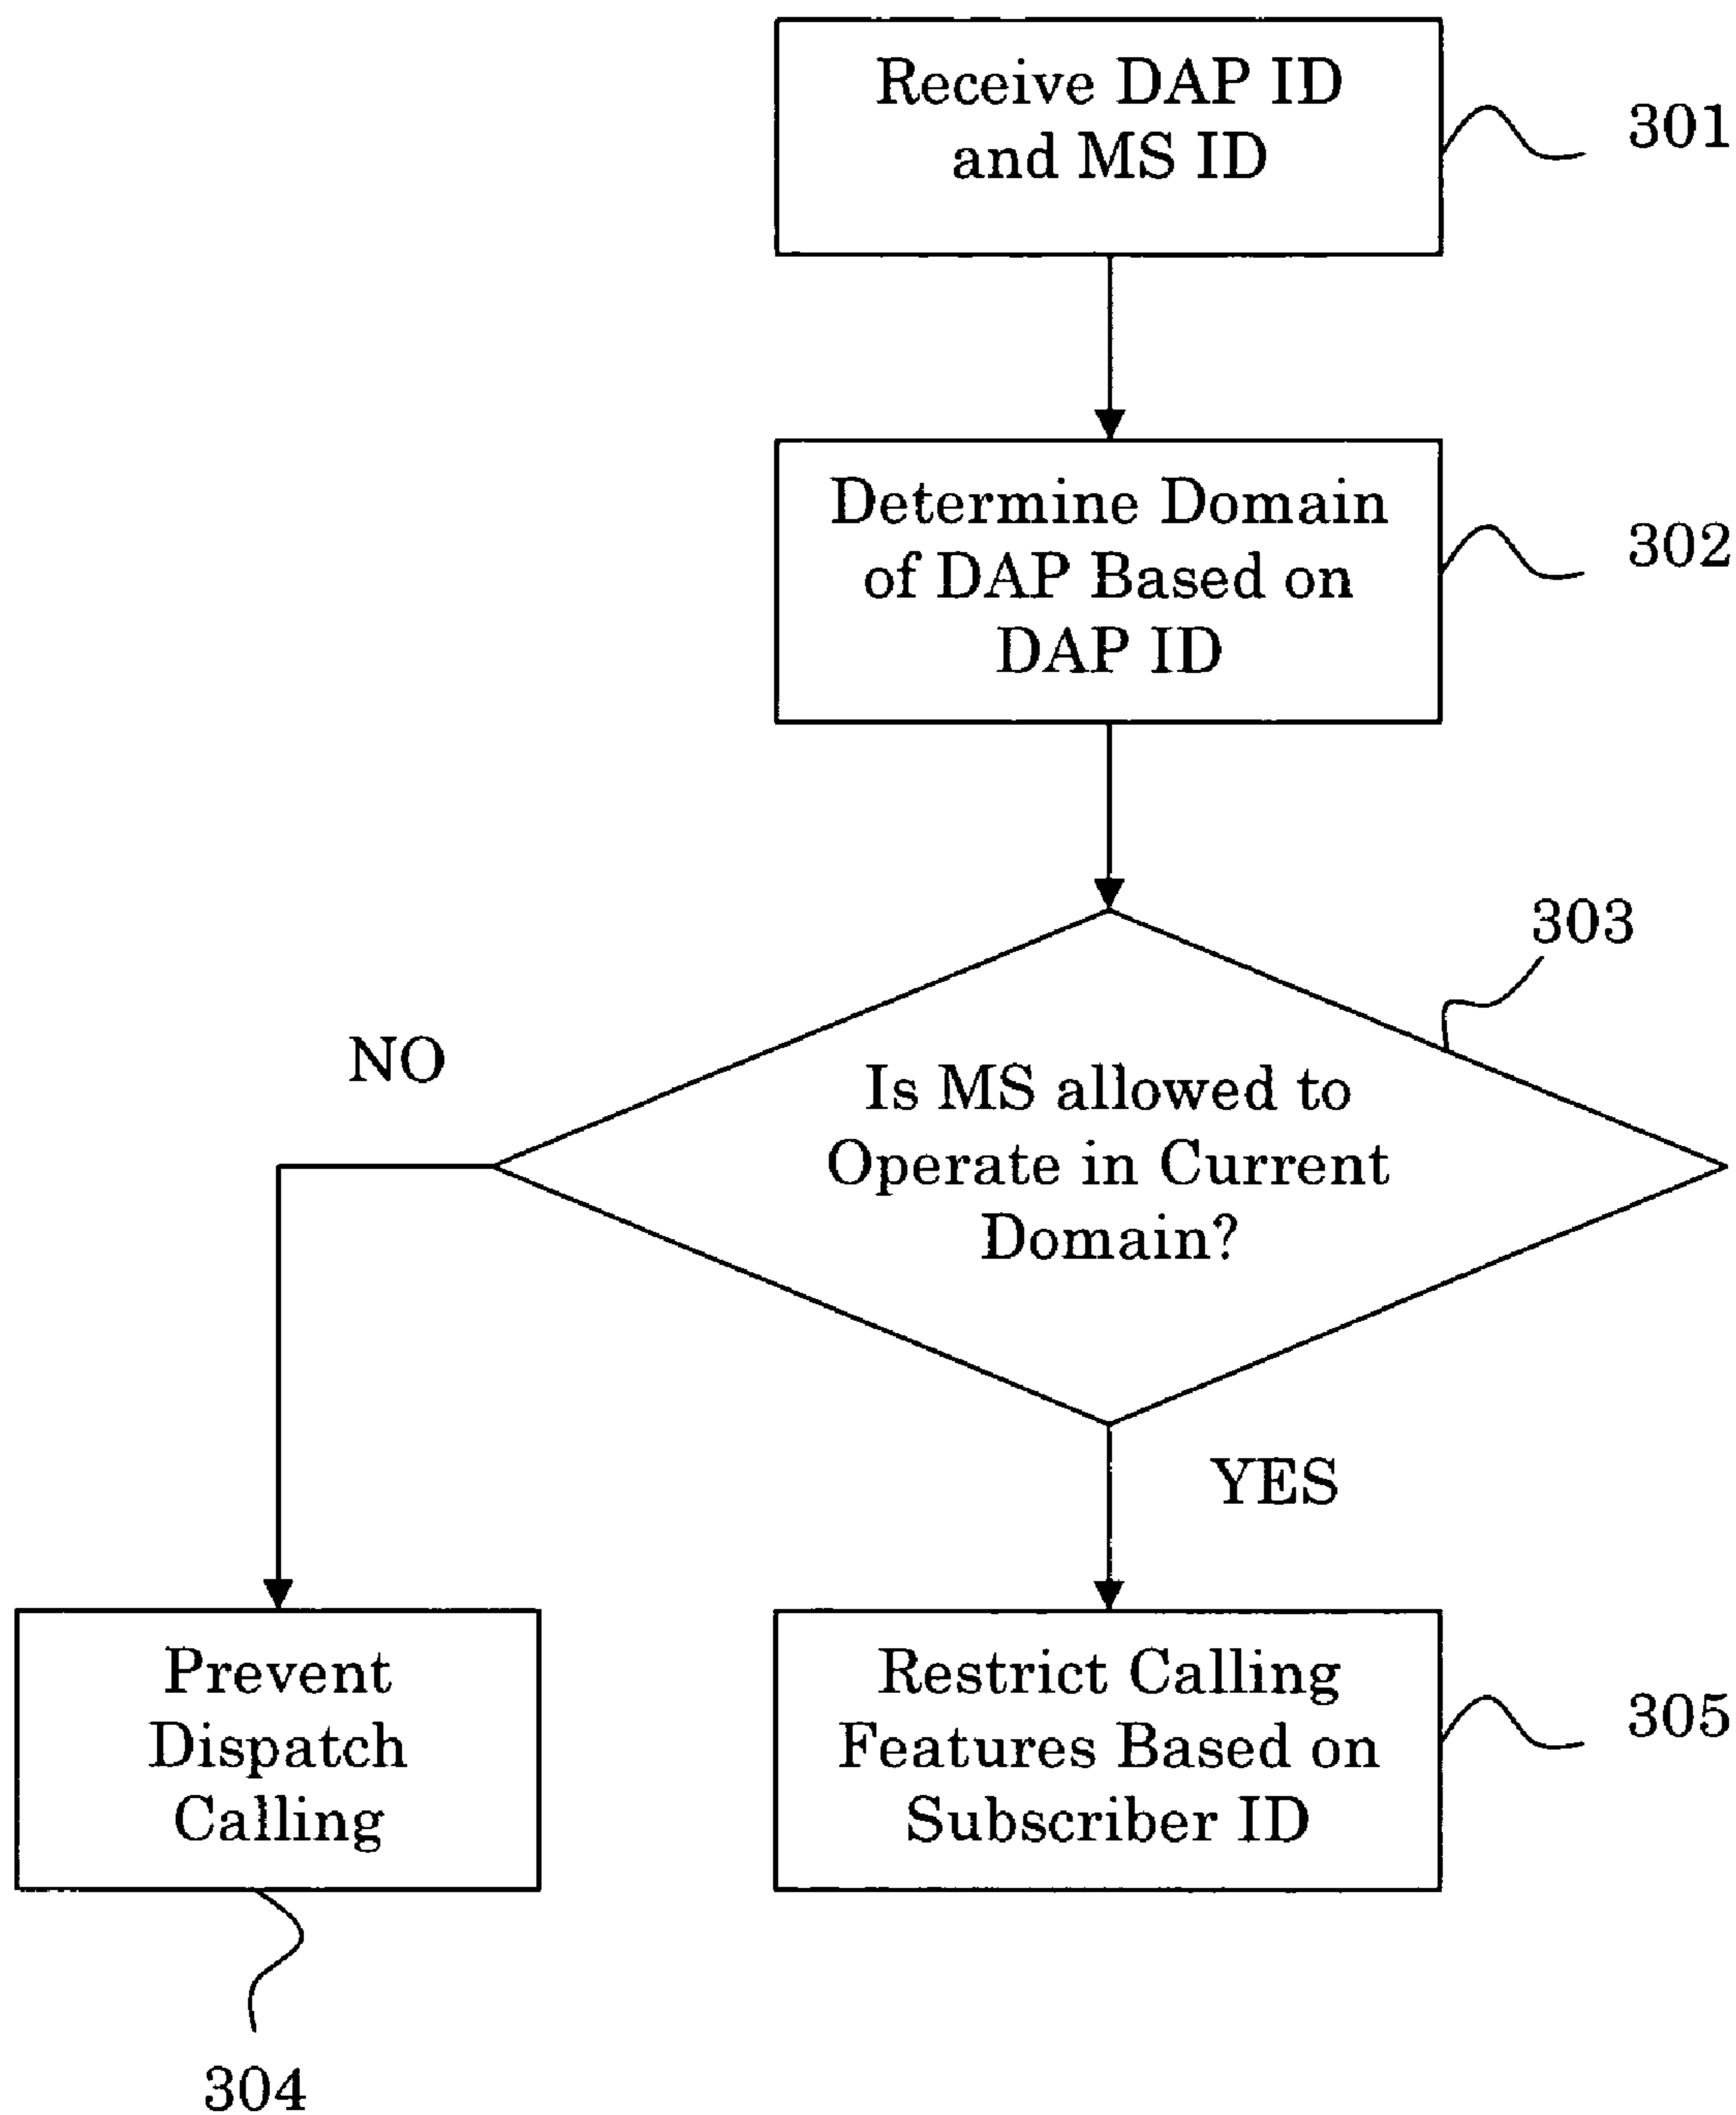 Receive DAP ID
and MS ID
301
Determine Domain
of DAP Based on
DAP ID
302
303
NO
Is MS allowed to
Operate in Current
Domain?
YES
Prevent
Dispatch
Calling
304
Restrict Calling
Features Based on
Subscriber ID
305